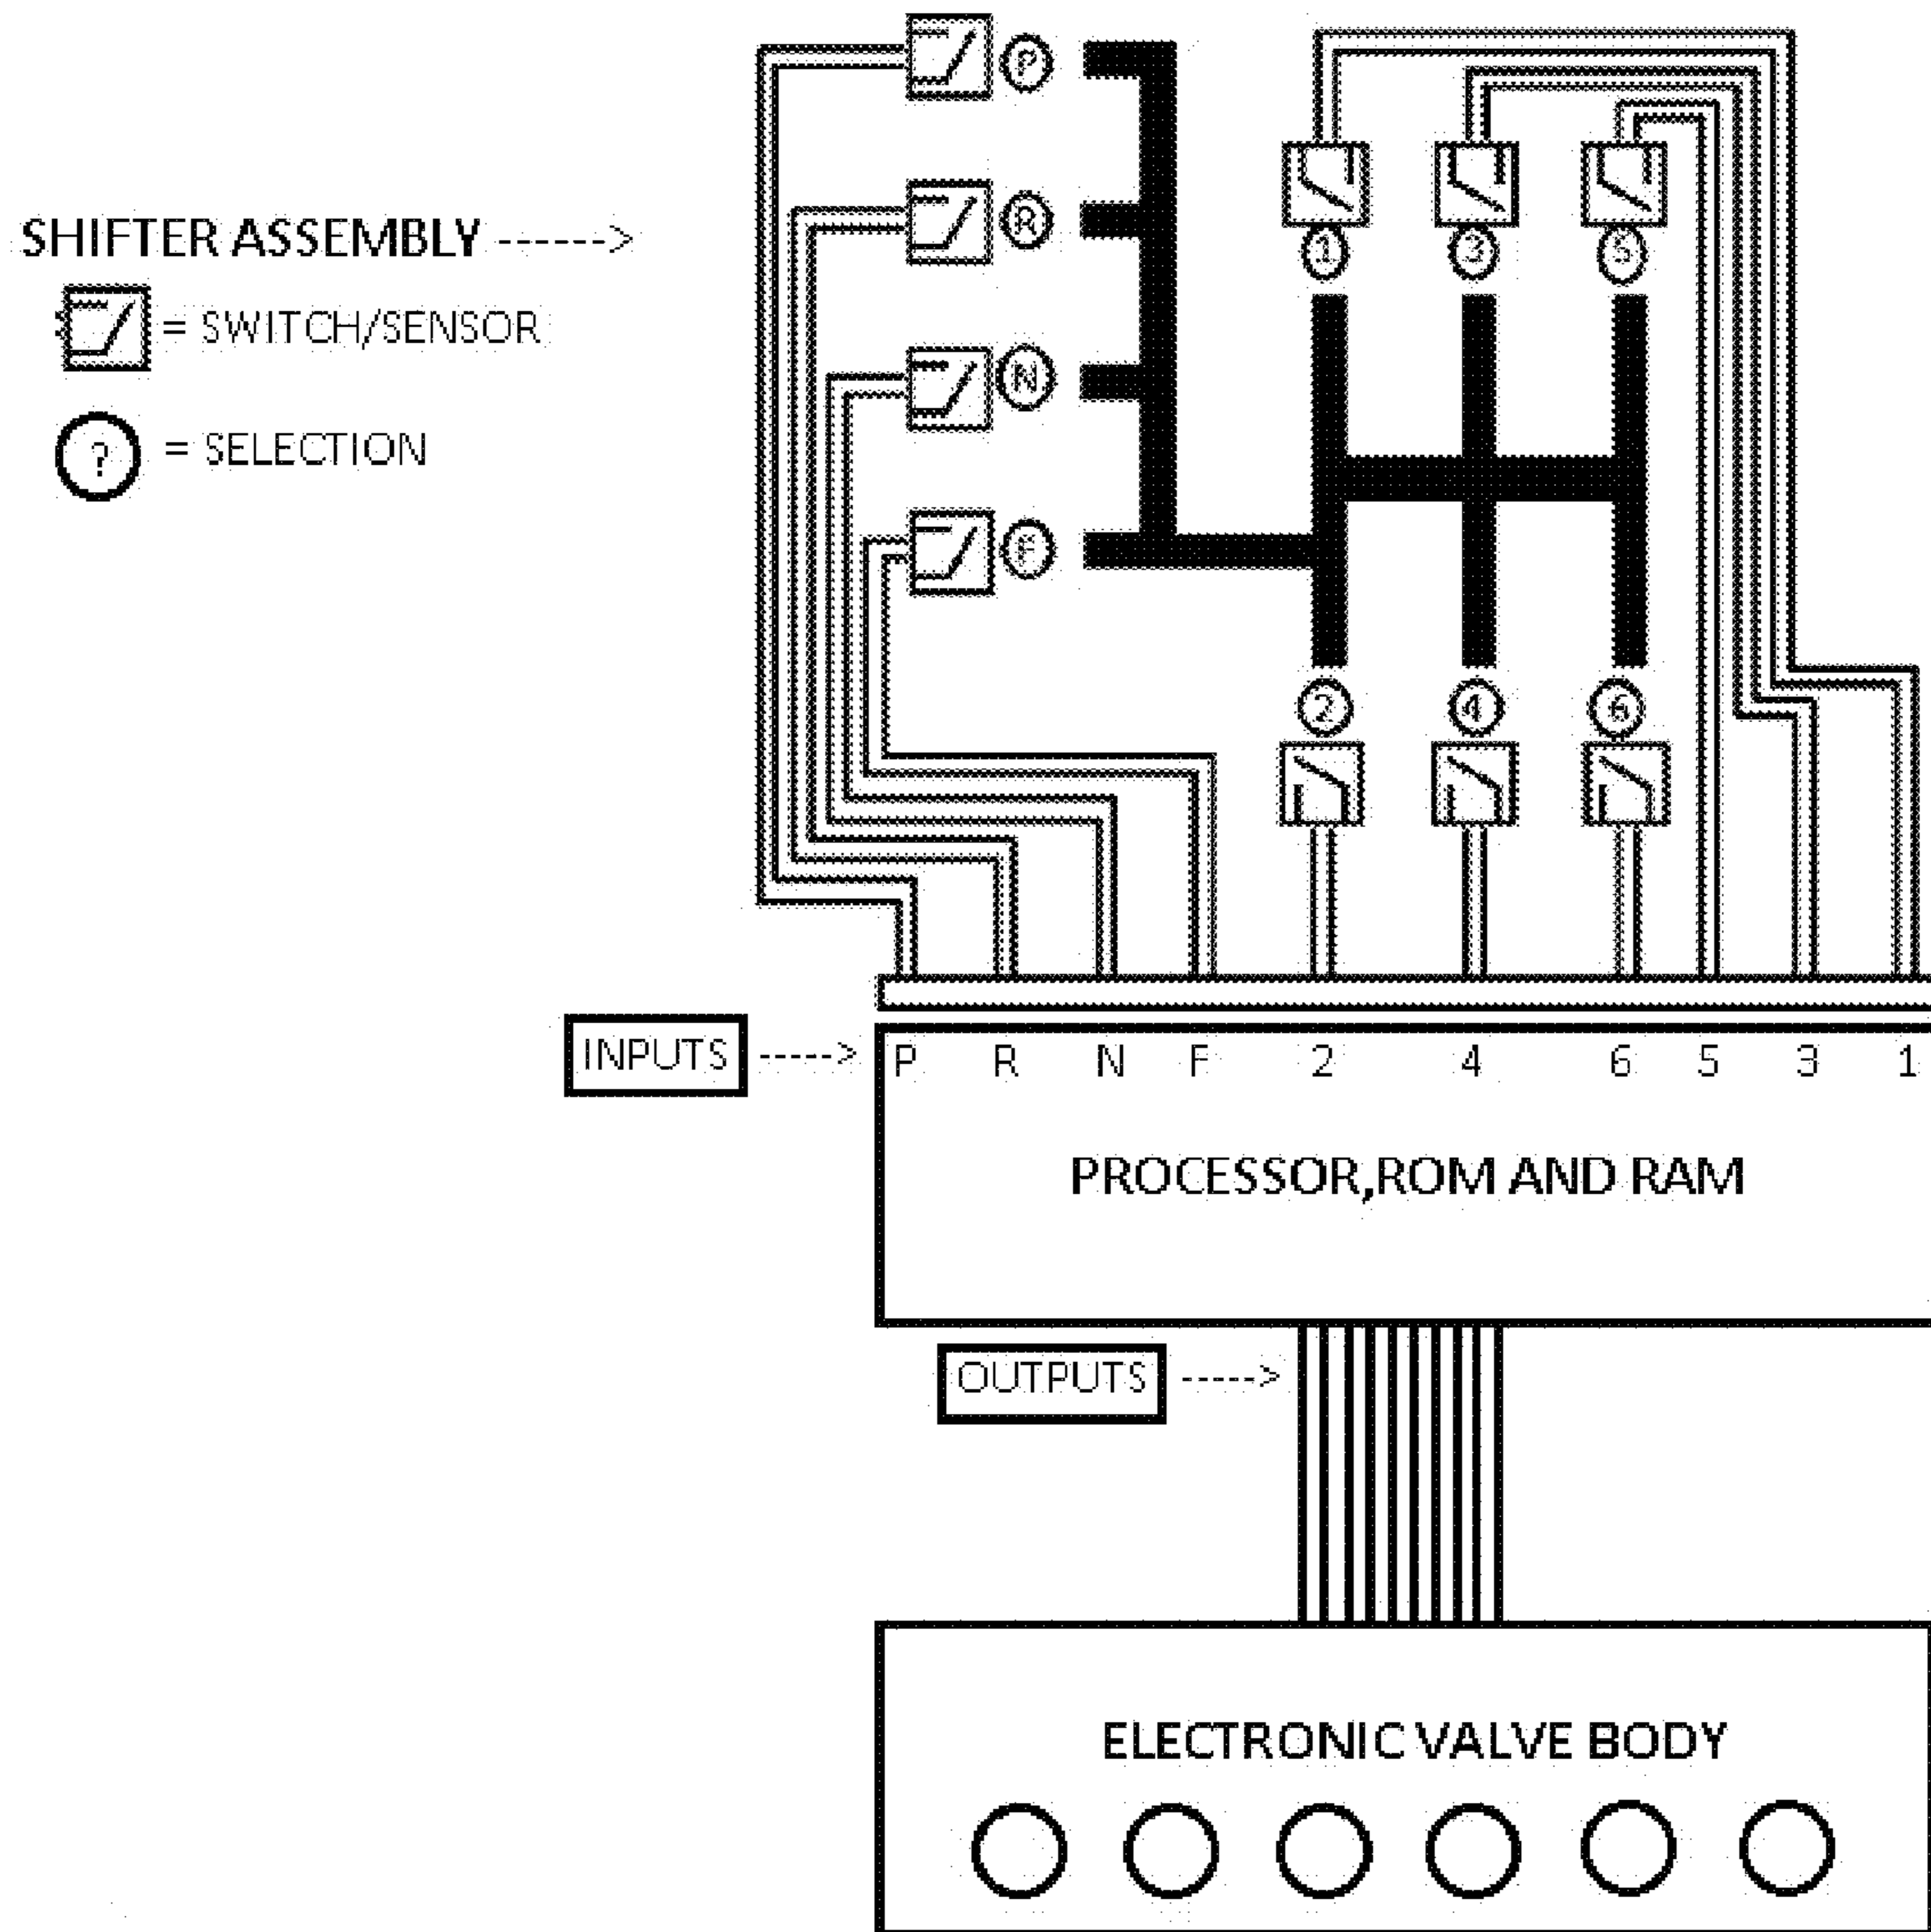 P
R
N
F
1 3 5
2 4 6
SHIFTER ASSEMBLY ------>
= SWITCH/SENSOR
? = SELECTION
INPUTS ----->
P R N F 2 4 6 5 3 1
PROCESSOR,ROM AND RAM
OUTPUTS ----->
ELECTRONIC VALVE BODY